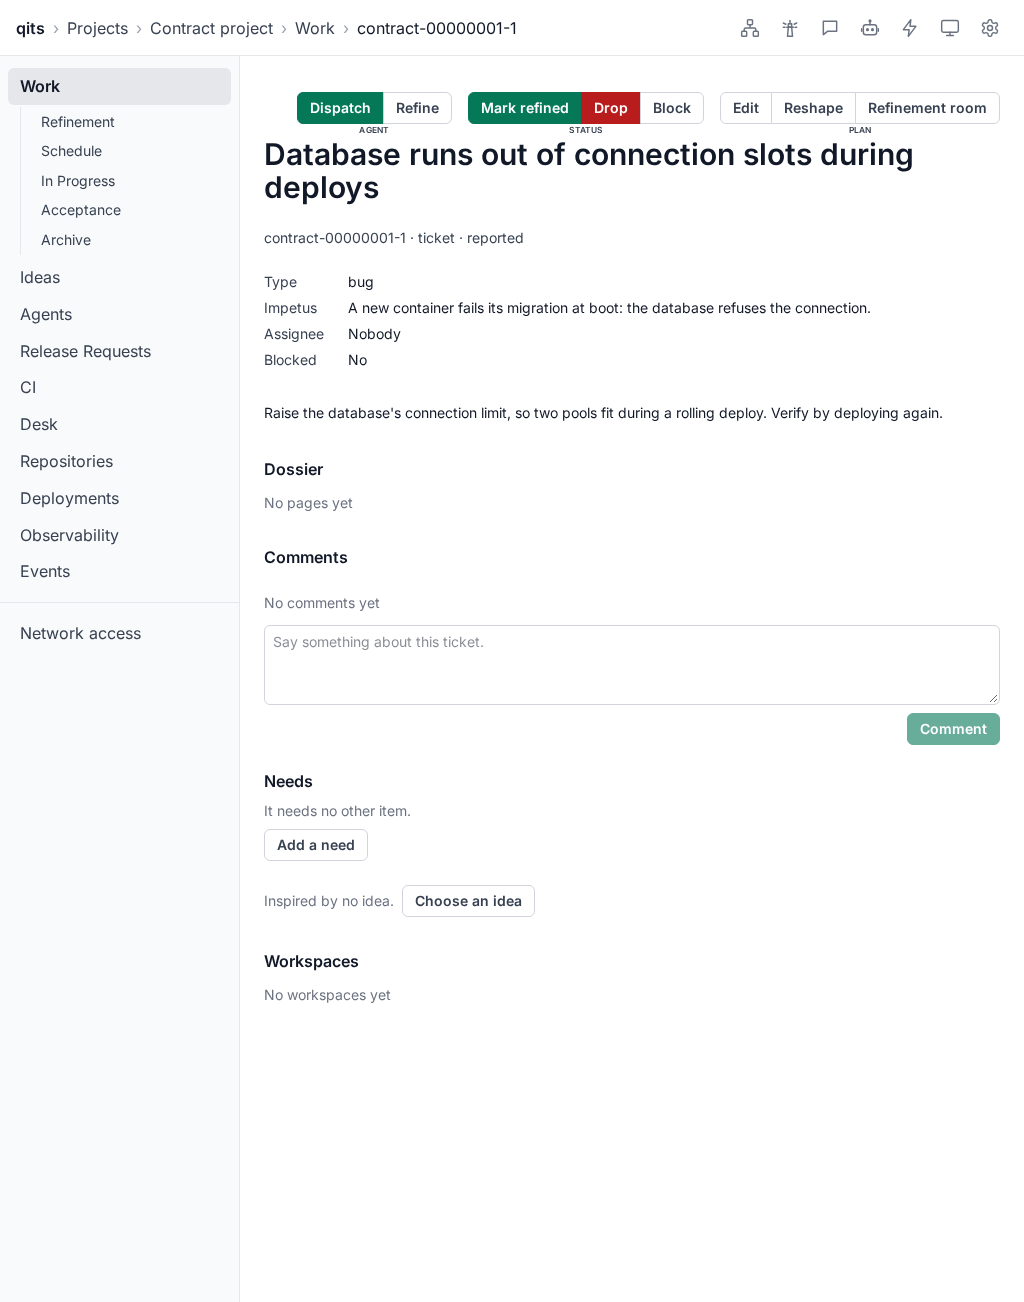 qits › Projects › Contract project › Work › contract-00000001-1
Work
Refinement
Schedule
In Progress
Acceptance
Archive
Ideas
Agents
Release Requests
CI
Desk
Repositories
Deployments
Observability
Events
Network access
Dispatch Refine
AGENT
Mark refined Drop Block
STATUS
Edit Reshape Refinement room
PLAN
Database runs out of connection slots during
deploys
contract-00000001-1 · ticket · reported
Type bug
Impetus A new container fails its migration at boot: the database refuses the connection.
Assignee Nobody
Blocked No
Raise the database's connection limit, so two pools fit during a rolling deploy. Verify by deploying again.
Dossier
No pages yet
Comments
No comments yet
Say something about this ticket.
Comment
Needs
It needs no other item.
Add a need
Inspired by no idea. Choose an idea
Workspaces
No workspaces yet